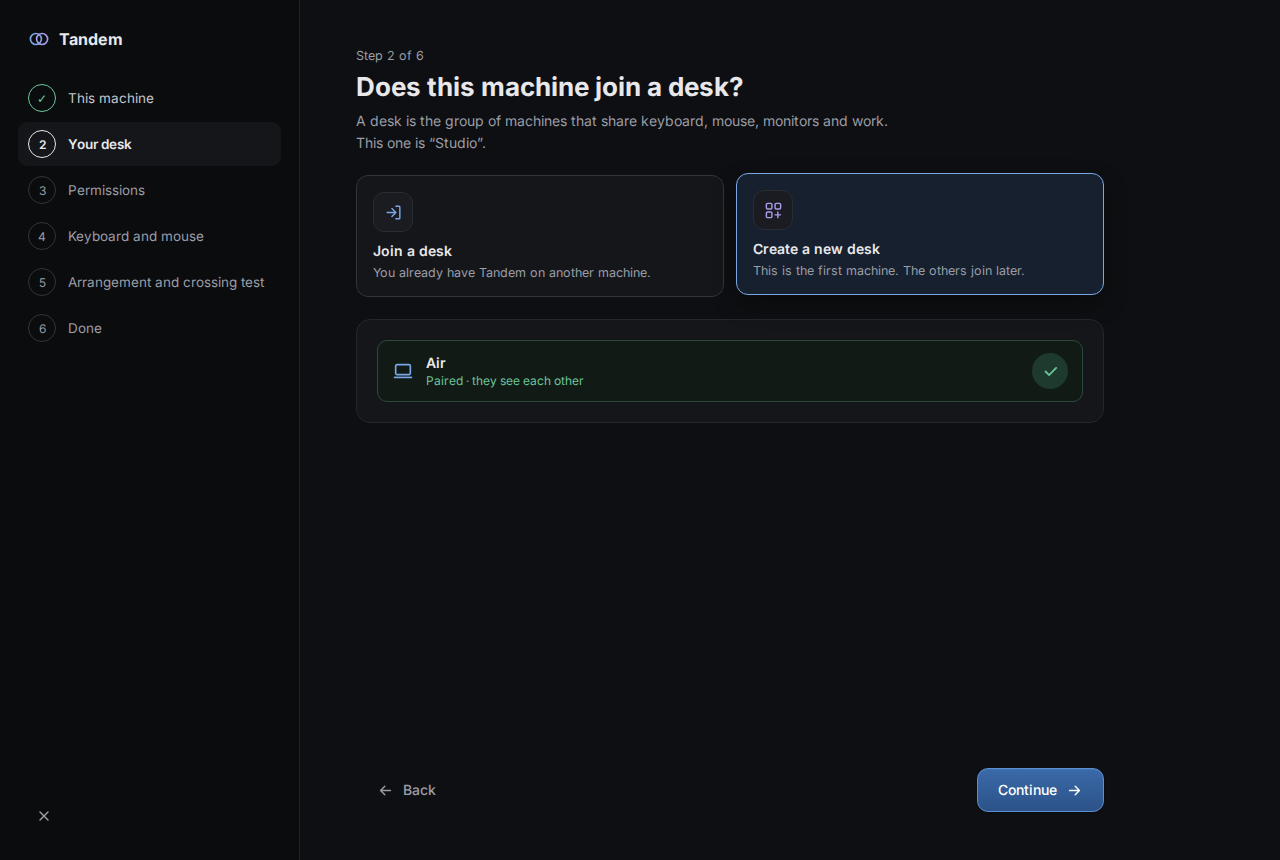 Tandem
✓ This machine
2 Your desk
3 Permissions
4 Keyboard and mouse
5 Arrangement and crossing test
6 Done
Step 2 of 6
Does this machine join a desk?
A desk is the group of machines that share keyboard, mouse, monitors and work.
This one is “Studio”.
Join a desk
You already have Tandem on another machine.
Create a new desk
This is the first machine. The others join later.
Air
Paired · they see each other
Back
Continue